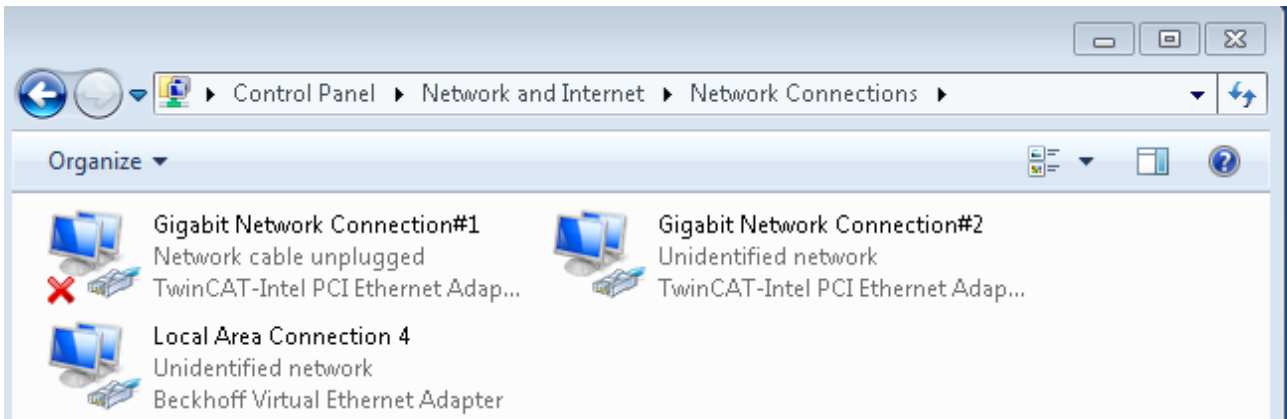 Control Panel Network and Internet Network Connections
Organize
Gigabit Network Connection#1
Network cable unplugged
TwinCAT-Intel PCI Ethernet Adap...
Gigabit Network Connection#2
Unidentified network
TwinCAT-Intel PCI Ethernet Adap...
Local Area Connection 4
Unidentified network
Beckhoff Virtual Ethernet Adapter